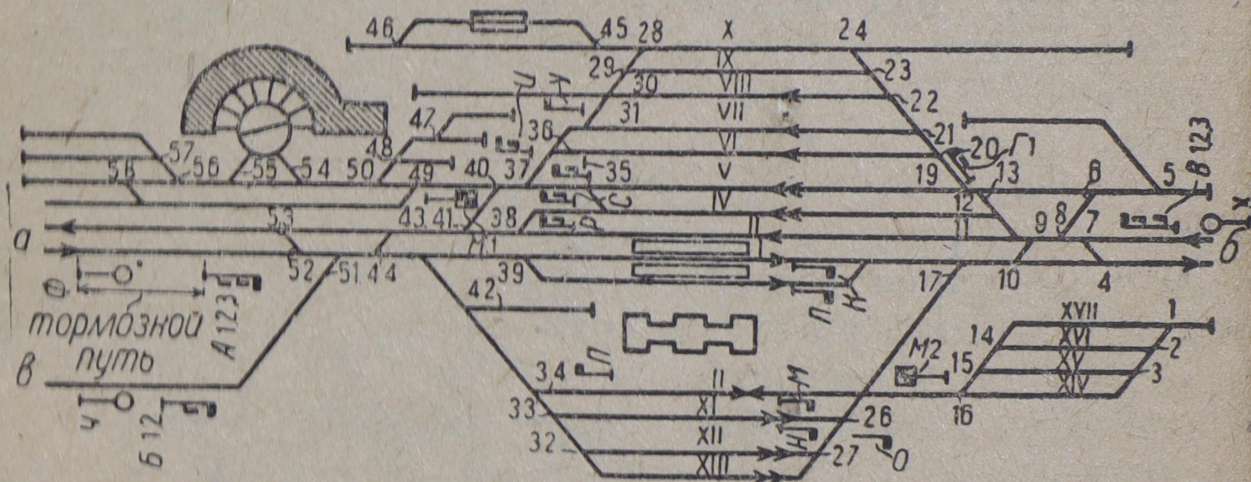 46 45 28 X 24
29 IX 23
30 VIII 22
И У 31 VII 21
47 36 VI 20 Г
57 48 37 35 V 19 13 6 5 В 123
56 55 54 50 40 С IV 12
58 49 43 41 38 Р 11 9 8 7 Х
а 53 М1 б
52 51 44 39 17 10 4
Ф А 123 42 П К
тормозной
путь
XVII 1
П М2 14 XVI 2
в 34 II М 15 XV 3
Ч Б 12 33 XI 26 16 XIV
32 XII Н 27 О
XIII